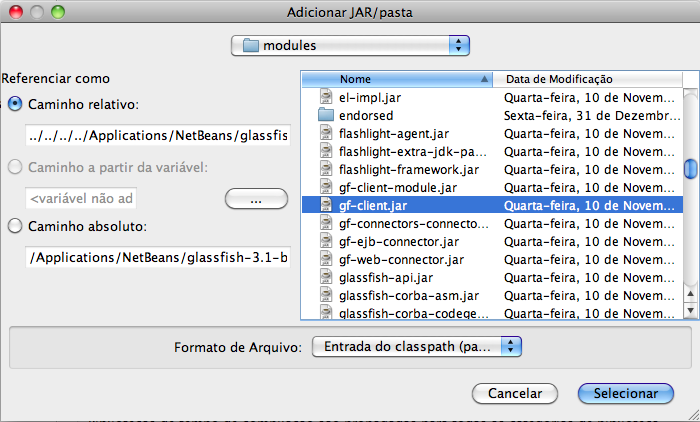 Adicionar JAR/pasta
modules
Referenciar como
Caminho relativo:
../../../../Applications/NetBeans/glassfis
Caminho a partir da variável:
<variável não ad
...
Caminho absoluto:
/Applications/NetBeans/glassfish-3.1-b
Nome Data de Modificação
el-impl.jar Quarta-feira, 10 de Novem...
endorsed Sexta-feira, 31 de Dezembr...
flashlight-agent.jar Quarta-feira, 10 de Novem...
flashlight-extra-jdk-pa... Quarta-feira, 10 de Novem...
flashlight-framework.jar Quarta-feira, 10 de Novem...
gf-client-module.jar Quarta-feira, 10 de Novem...
gf-client.jar Quarta-feira, 10 de Novem...
gf-connectors-connecto... Quarta-feira, 10 de Novem...
gf-ejb-connector.jar Quarta-feira, 10 de Novem...
gf-web-connector.jar Quarta-feira, 10 de Novem...
glassfish-api.jar Quarta-feira, 10 de Novem...
glassfish-corba-asm.jar Quarta-feira, 10 de Novem...
glassfish-corba-codege... Quarta-feira, 10 de Novem...
Formato de Arquivo: Entrada do classpath (pa...
Cancelar Selecionar